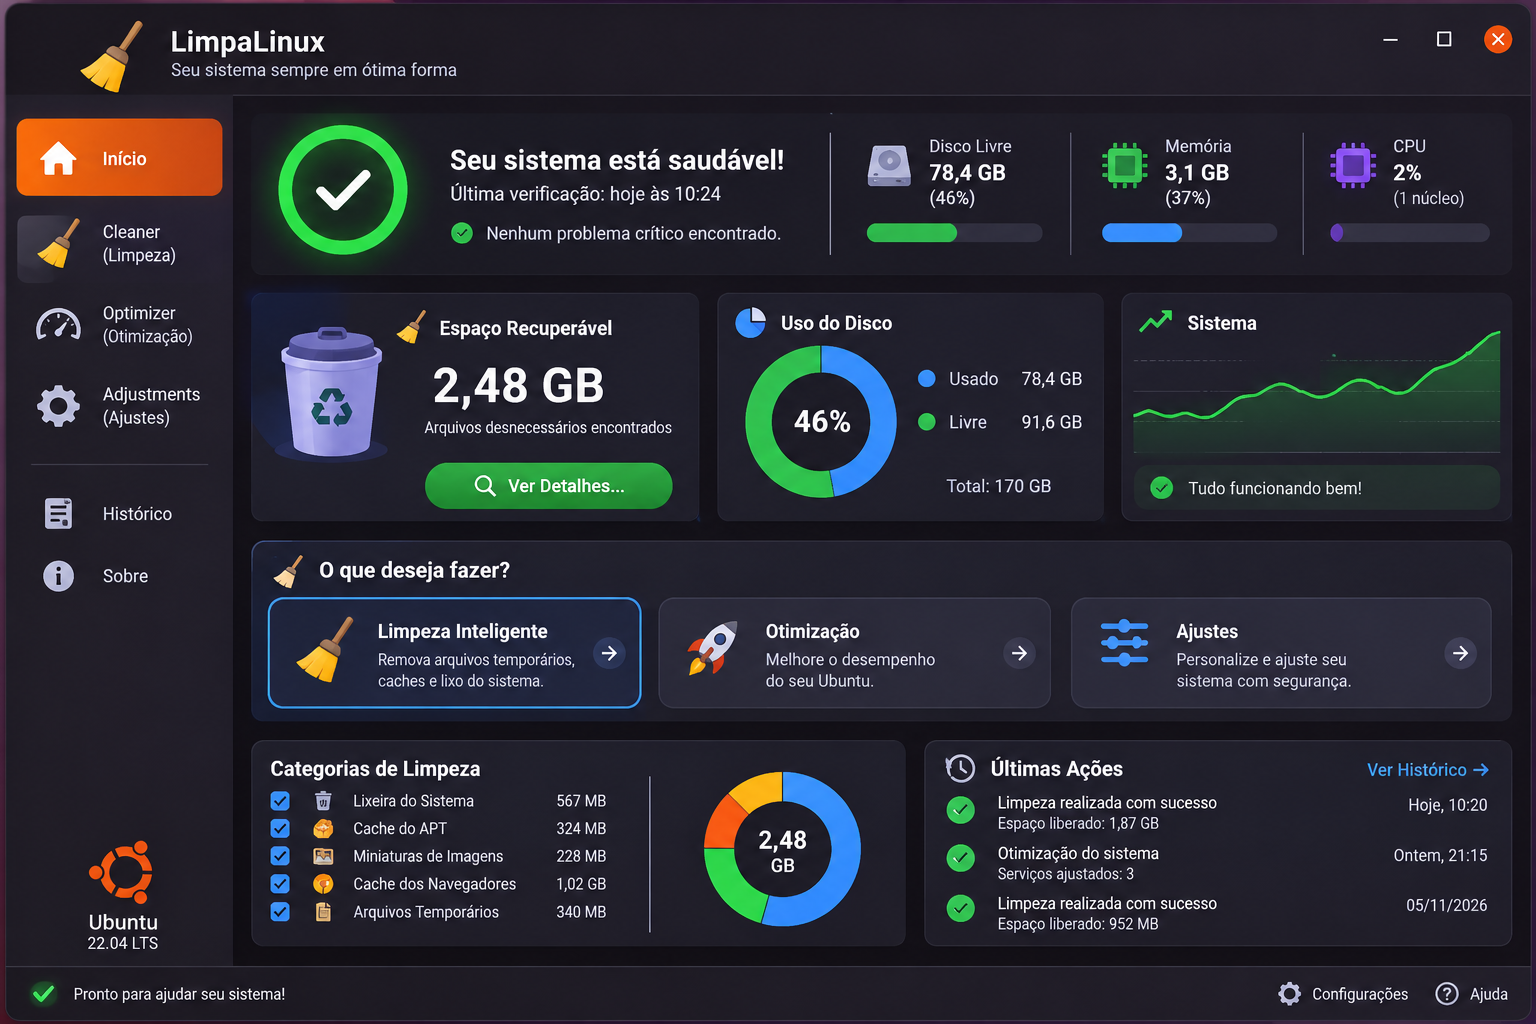 LimpaLinux
Seu sistema sempre em ótima forma
Início
Cleaner
(Limpeza)
Optimizer
(Otimização)
Adjustments
(Ajustes)
Histórico
Sobre
Ubuntu
22.04 LTS
Seu sistema está saudável!
Última verificação: hoje às 10:24
Nenhum problema crítico encontrado.
Disco Livre
78,4 GB
(46%)
Memória
3,1 GB
(37%)
CPU
2%
(1 núcleo)
Espaço Recuperável
2,48 GB
Arquivos desnecessários encontrados
Ver Detalhes...
Uso do Disco
46%
Usado 78,4 GB
Livre 91,6 GB
Total: 170 GB
Sistema
Tudo funcionando bem!
O que deseja fazer?
Limpeza Inteligente
Remova arquivos temporários,
caches e lixo do sistema.
Otimização
Melhore o desempenho
do seu Ubuntu.
Ajustes
Personalize e ajuste seu
sistema com segurança.
Categorias de Limpeza
Lixeira do Sistema 567 MB
Cache do APT 324 MB
Miniaturas de Imagens 228 MB
Cache dos Navegadores 1,02 GB
Arquivos Temporários 340 MB
2,48
GB
Últimas Ações
Ver Histórico →
Limpeza realizada com sucesso Hoje, 10:20
Espaço liberado: 1,87 GB
Otimização do sistema Ontem, 21:15
Serviços ajustados: 3
Limpeza realizada com sucesso 05/11/2026
Espaço liberado: 952 MB
Pronto para ajudar seu sistema!
Configurações
Ajuda